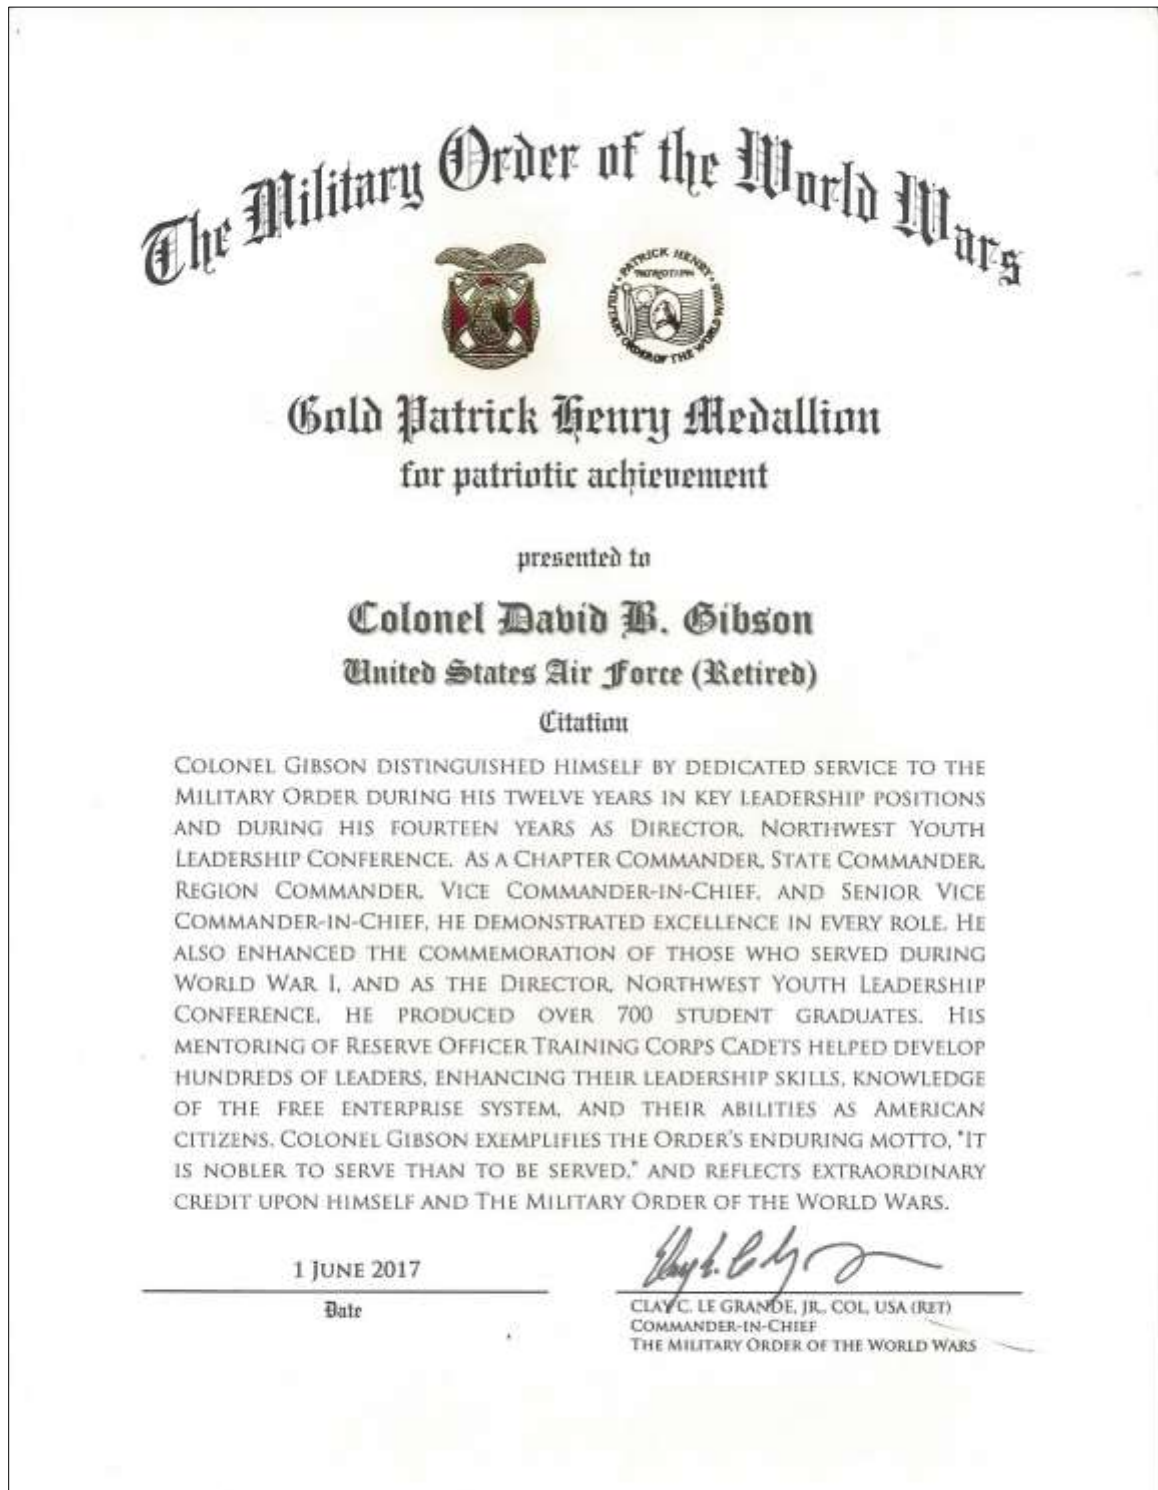 The Military Order of the World Wars
PATRICK HENRY
PATRIOTISM
MILITARY ORDER OF THE WORLD WARS
Gold Patrick Henry Medallion
for patriotic achievement
presented to
Colonel David B. Gibson
United States Air Force (Retired)
Citation
COLONEL GIBSON DISTINGUISHED HIMSELF BY DEDICATED SERVICE TO THE
MILITARY ORDER DURING HIS TWELVE YEARS IN KEY LEADERSHIP POSITIONS
AND DURING HIS FOURTEEN YEARS AS DIRECTOR, NORTHWEST YOUTH
LEADERSHIP CONFERENCE. AS A CHAPTER COMMANDER, STATE COMMANDER,
REGION COMMANDER, VICE COMMANDER-IN-CHIEF, AND SENIOR VICE
COMMANDER-IN-CHIEF, HE DEMONSTRATED EXCELLENCE IN EVERY ROLE. HE
ALSO ENHANCED THE COMMEMORATION OF THOSE WHO SERVED DURING
WORLD WAR I, AND AS THE DIRECTOR, NORTHWEST YOUTH LEADERSHIP
CONFERENCE, HE PRODUCED OVER 700 STUDENT GRADUATES. HIS
MENTORING OF RESERVE OFFICER TRAINING CORPS CADETS HELPED DEVELOP
HUNDREDS OF LEADERS, ENHANCING THEIR LEADERSHIP SKILLS, KNOWLEDGE
OF THE FREE ENTERPRISE SYSTEM, AND THEIR ABILITIES AS AMERICAN
CITIZENS. COLONEL GIBSON EXEMPLIFIES THE ORDER'S ENDURING MOTTO, "IT
IS NOBLER TO SERVE THAN TO BE SERVED," AND REFLECTS EXTRAORDINARY
CREDIT UPON HIMSELF AND THE MILITARY ORDER OF THE WORLD WARS.
1 JUNE 2017
Date
CLAY C. LE GRANDE, JR., COL, USA (RET)
COMMANDER-IN-CHIEF
THE MILITARY ORDER OF THE WORLD WARS